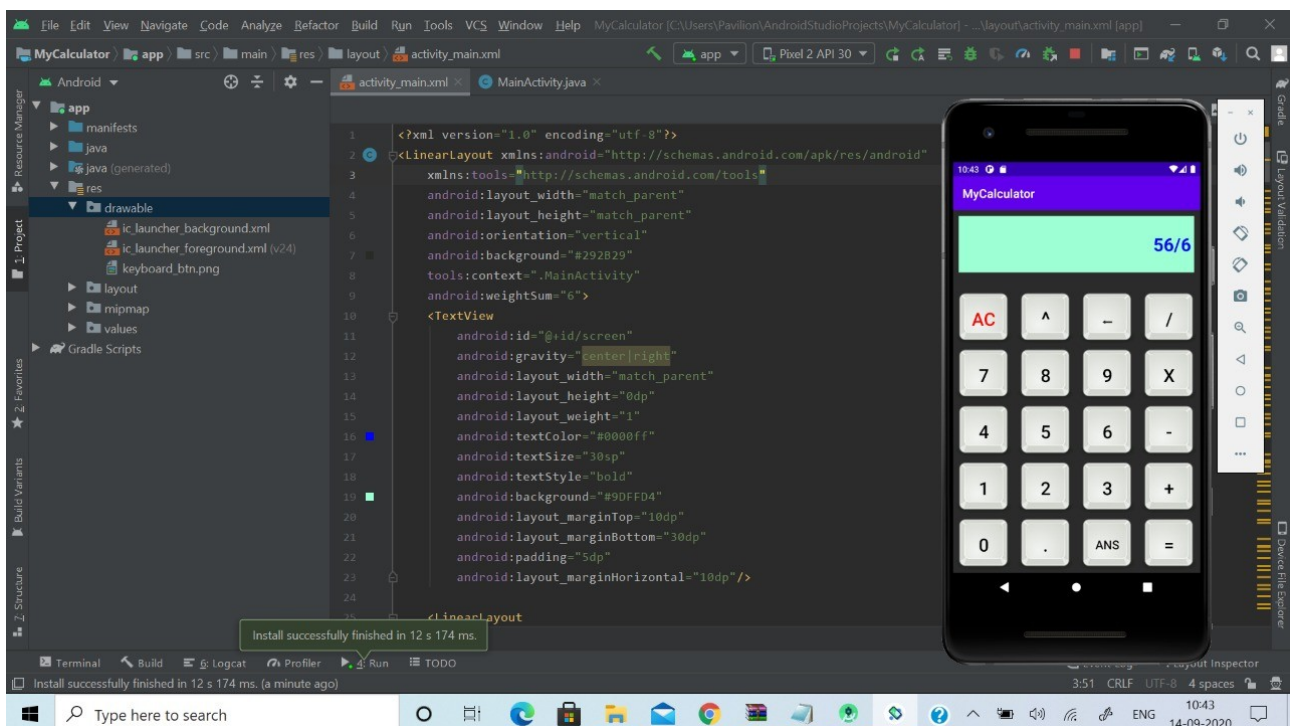 File Edit View Navigate Code Analyze Refactor Build Run Tools VCS Window Help MyCalculator [C:\Users\Pavilion\AndroidStudioProjects\MyCalculator] - ...\layout\activity_main.xml [app]
MyCalculator app src main res layout activity_main.xml app Pixel 2 API 30
Android activity_main.xml MainActivity.java
Resource Manager
1: Project
2: Favorites
Build Variants
7: Structure
app
manifests
java
java (generated)
res
drawable
ic_launcher_background.xml
ic_launcher_foreground.xml (v24)
keyboard_btn.png
layout
mipmap
values
Gradle Scripts
1 <?xml version="1.0" encoding="utf-8"?>
2 <LinearLayout xmlns:android="http://schemas.android.com/apk/res/android"
3 xmlns:tools="http://schemas.android.com/tools"
4 android:layout_width="match_parent"
5 android:layout_height="match_parent"
6 android:orientation="vertical"
7 android:background="#292B29"
8 tools:context=".MainActivity"
9 android:weightSum="6">
10 <TextView
11 android:id="@+id/screen"
12 android:gravity="center|right"
13 android:layout_width="match_parent"
14 android:layout_height="0dp"
15 android:layout_weight="1"
16 android:textColor="#0000ff"
17 android:textSize="30sp"
18 android:textStyle="bold"
19 android:background="#9DFFD4"
20 android:layout_marginTop="10dp"
21 android:layout_marginBottom="30dp"
22 android:padding="5dp"
23 android:layout_marginHorizontal="10dp"/>
24
25 <LinearLayout
10:43
MyCalculator
56/6
AC ^ ← /
7 8 9 X
4 5 6 -
1 2 3 +
0 . ANS =
Gradle
Layout Validation
Device File Explorer
Install successfully finished in 12 s 174 ms.
Terminal Build 6: Logcat Profiler 4: Run TODO Layout Inspector
Install successfully finished in 12 s 174 ms. (a minute ago) 3:51 CRLF UTF-8 4 spaces
Type here to search ENG 10:43
14-09-2020